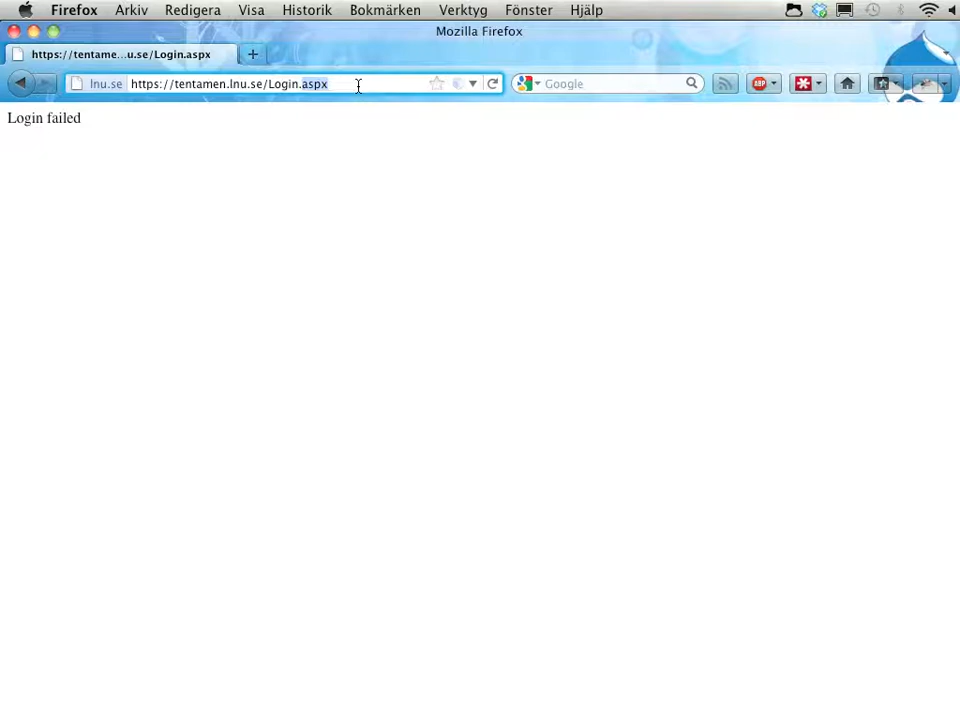 Firefox Arkiv Redigera Visa Historik Bokmärken Verktyg Fönster Hjälp
Mozilla Firefox
https://tentame...u.se/Login.aspx
lnu.se https://tentamen.lnu.se/Login.aspx Google ABP
Login failed